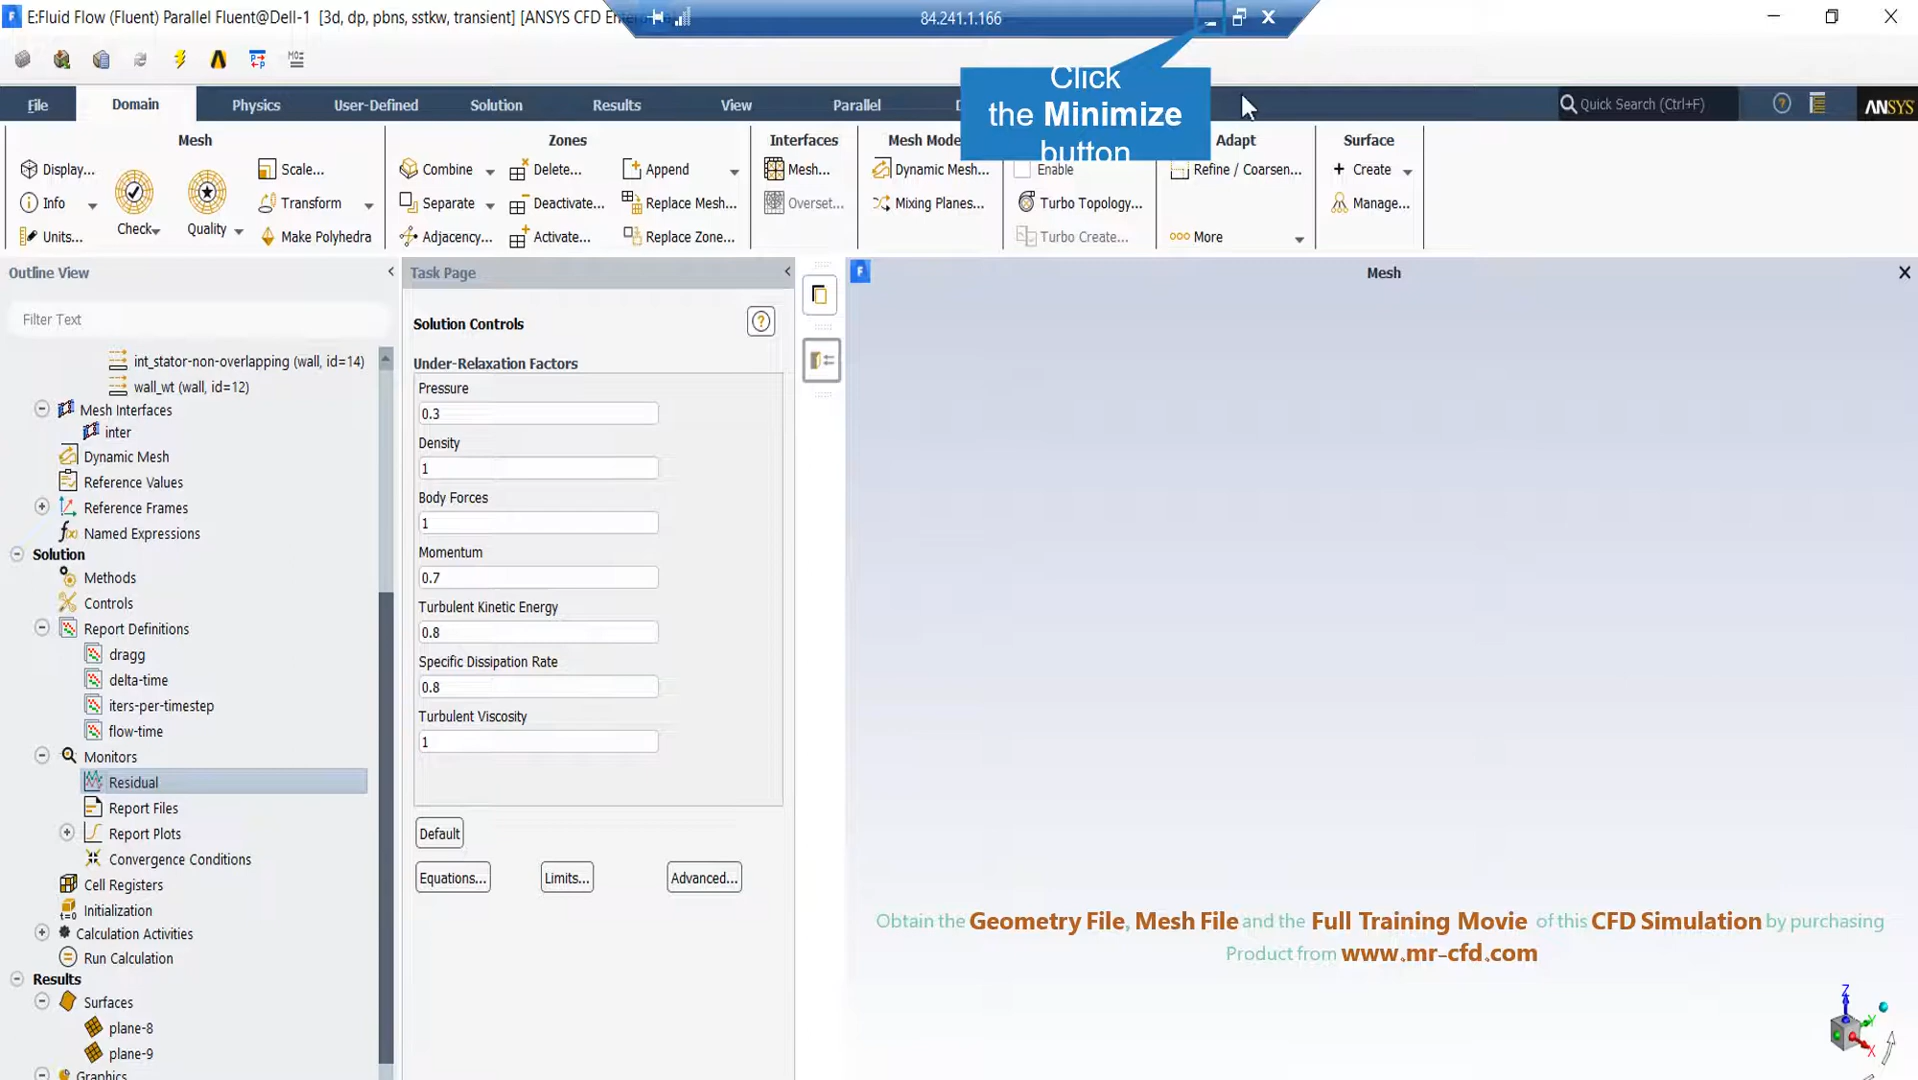 E:Fluid Flow (Fluent) Parallel Fluent@Dell-1 [3d, dp, pbns, sstkw, transient] [ANSYS CFD
84.241.1.166
Click
the Minimize
button
File
Domain
Physics
User-Defined
Solution
Results
View
Parallel
Quick Search (Ctrl+F)
ANSYS
Mesh
Zones
Interfaces
Adapt
Surface
Display...
Scale...
Combine
Delete...
Append
Mesh...
Dynamic Mesh...
Enable
Refine / Coarsen...
Create
Info
Transform
Separate
Deactivate...
Replace Mesh...
Overset...
Mixing Planes...
Turbo Topology...
Manage...
Units...
Check
Quality
Make Polyhedra
Adjacency...
Activate...
Replace Zone...
Turbo Create...
More
Outline View
Filter Text
int_stator-non-overlapping (wall, id=14)
wall_wt (wall, id=12)
Mesh Interfaces
inter
Dynamic Mesh
Reference Values
Reference Frames
Named Expressions
Solution
Methods
Controls
Report Definitions
dragg
delta-time
iters-per-timestep
flow-time
Monitors
Residual
Report Files
Report Plots
Convergence Conditions
Cell Registers
Initialization
Calculation Activities
Run Calculation
Results
Surfaces
plane-8
plane-9
Graphics
Task Page
Solution Controls
Under-Relaxation Factors
Pressure
0.3
Density
1
Body Forces
1
Momentum
0.7
Turbulent Kinetic Energy
0.8
Specific Dissipation Rate
0.8
Turbulent Viscosity
1
Default
Equations...
Limits...
Advanced...
Mesh
Obtain the Geometry File, Mesh File and the Full Training Movie of this CFD Simulation by purchasing
Product from www.mr-cfd.com
Z
Y
X